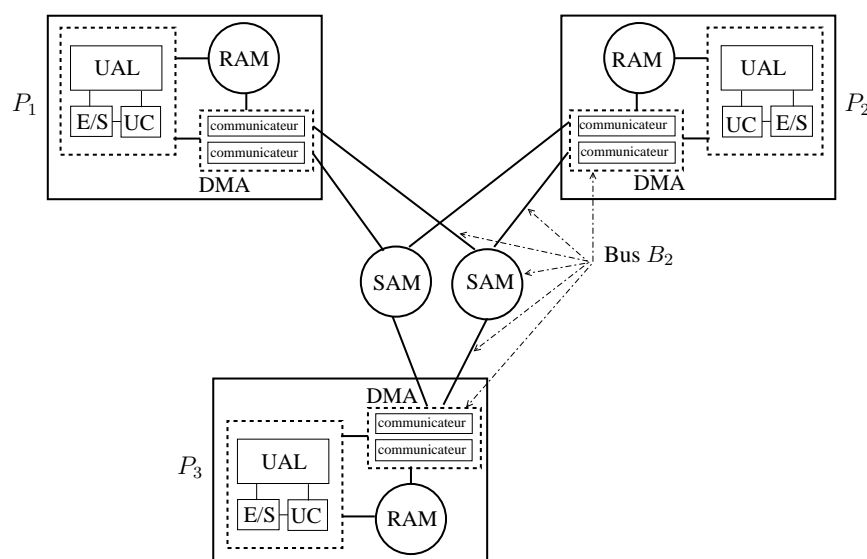 UAL
RAM
P1
E/S
UC
communicateur
communicateur
DMA
RAM
UAL
communicateur
communicateur
UC
E/S
P2
DMA
SAM
SAM
Bus B2
DMA
communicateur
communicateur
UAL
P3
E/S
UC
RAM